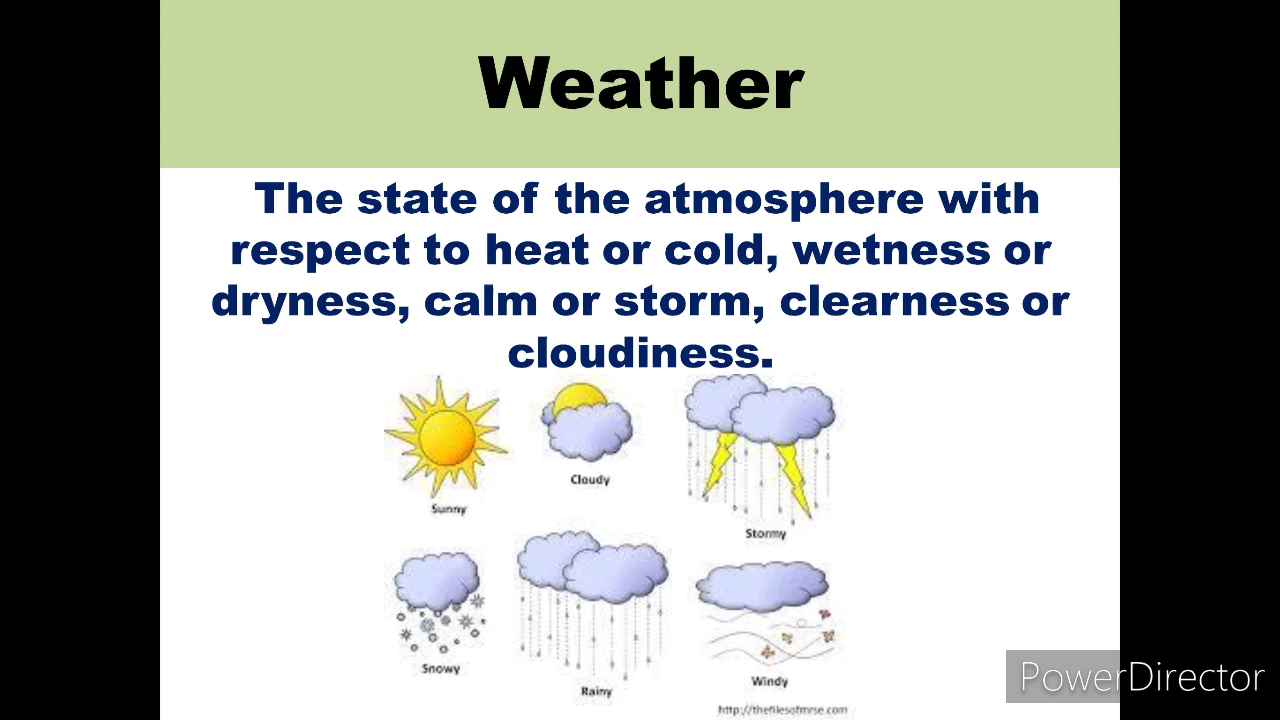 Weather
The state of the atmosphere with
respect to heat or cold, wetness or
dryness, calm or storm, clearness or
cloudiness.
Sunny
Cloudy
Stormy
Snowy
Rainy
Windy
http://thefilesofmrse.com
PowerDirector